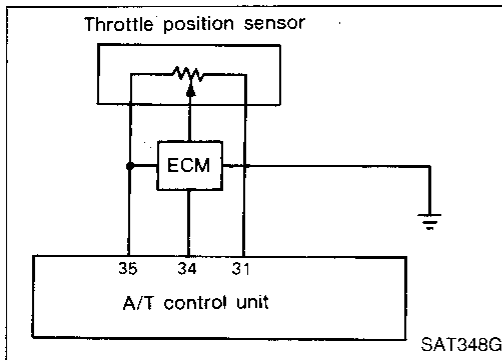 Throttle position sensor
ECM
35 34 31
A/T control unit
SAT348G